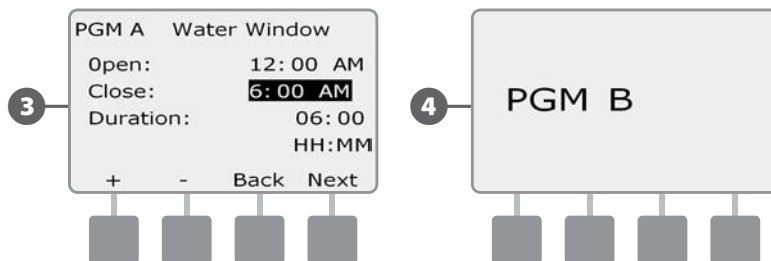 3
PGM A Water Window
Open: 12:00 AM
Close: 6:00 AM
Duration: 06:00
HH:MM
+ - Back Next
4
PGM B